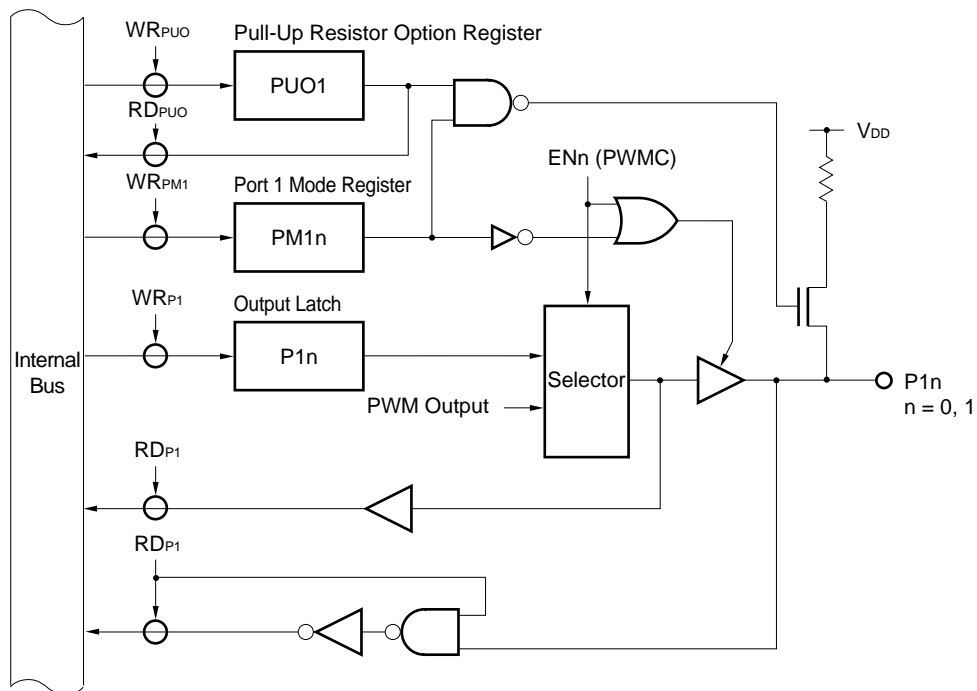 WRPUO
Pull-Up Resistor Option Register
PUO1
RDPUO
VDD
ENn (PWMC)
WRPM1
Port 1 Mode Register
PM1n
WRP1
Output Latch
P1n
Internal
Bus
Selector
PWM Output
P1n
n = 0, 1
RDP1
RDP1